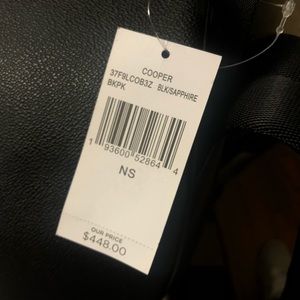 COOPER
37F9LCOB3Z BLK/SAPPHIRE
BKPK
1 93600 52864 4
NS
OUR PRICE
$448.00